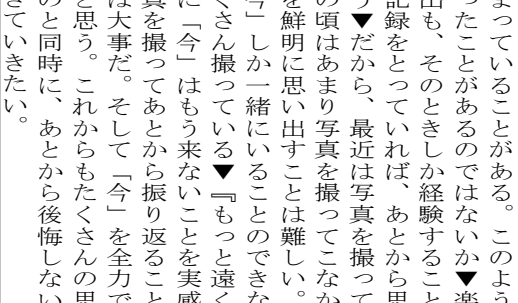 まっていることがある。このよう
ったことがあるのではないか▼楽
出も、そのときしか経験すること
記録をとっていれば、あとから思
う▼だから、最近は写真を撮って
の頃はあまり写真を撮ってこなか
を鮮明に思い出すことは難しい。
今」しか一緒にいることのできな
くさん撮っている▼『もっと遠く
に「今」はもう来ないことを実感
真を撮ってあとから振り返ること
は大事だ。そして「今」を全力で
と思う。これからもたくさんの思
のと同時に、あとから後悔しない
きていきたい。